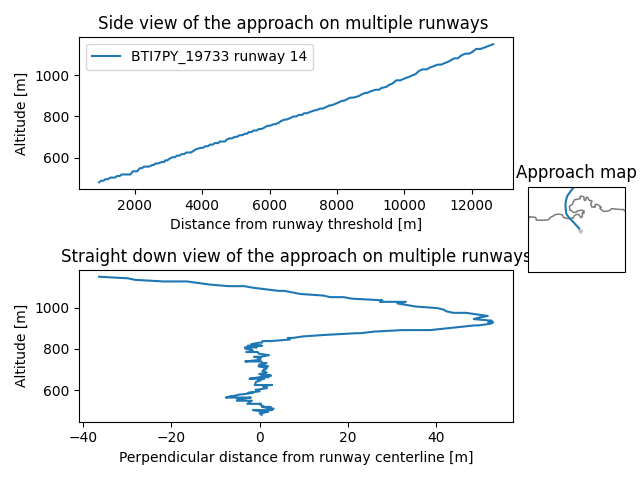 Side view of the approach on multiple runways
BTI7PY_19733 runway 14
Altitude [m]
1000
800
600
2000 4000 6000 8000 10000 12000
Distance from runway threshold [m]
Approach map
Straight down view of the approach on multiple runways
Altitude [m]
1000
800
600
−40 −20 0 20 40
Perpendicular distance from runway centerline [m]